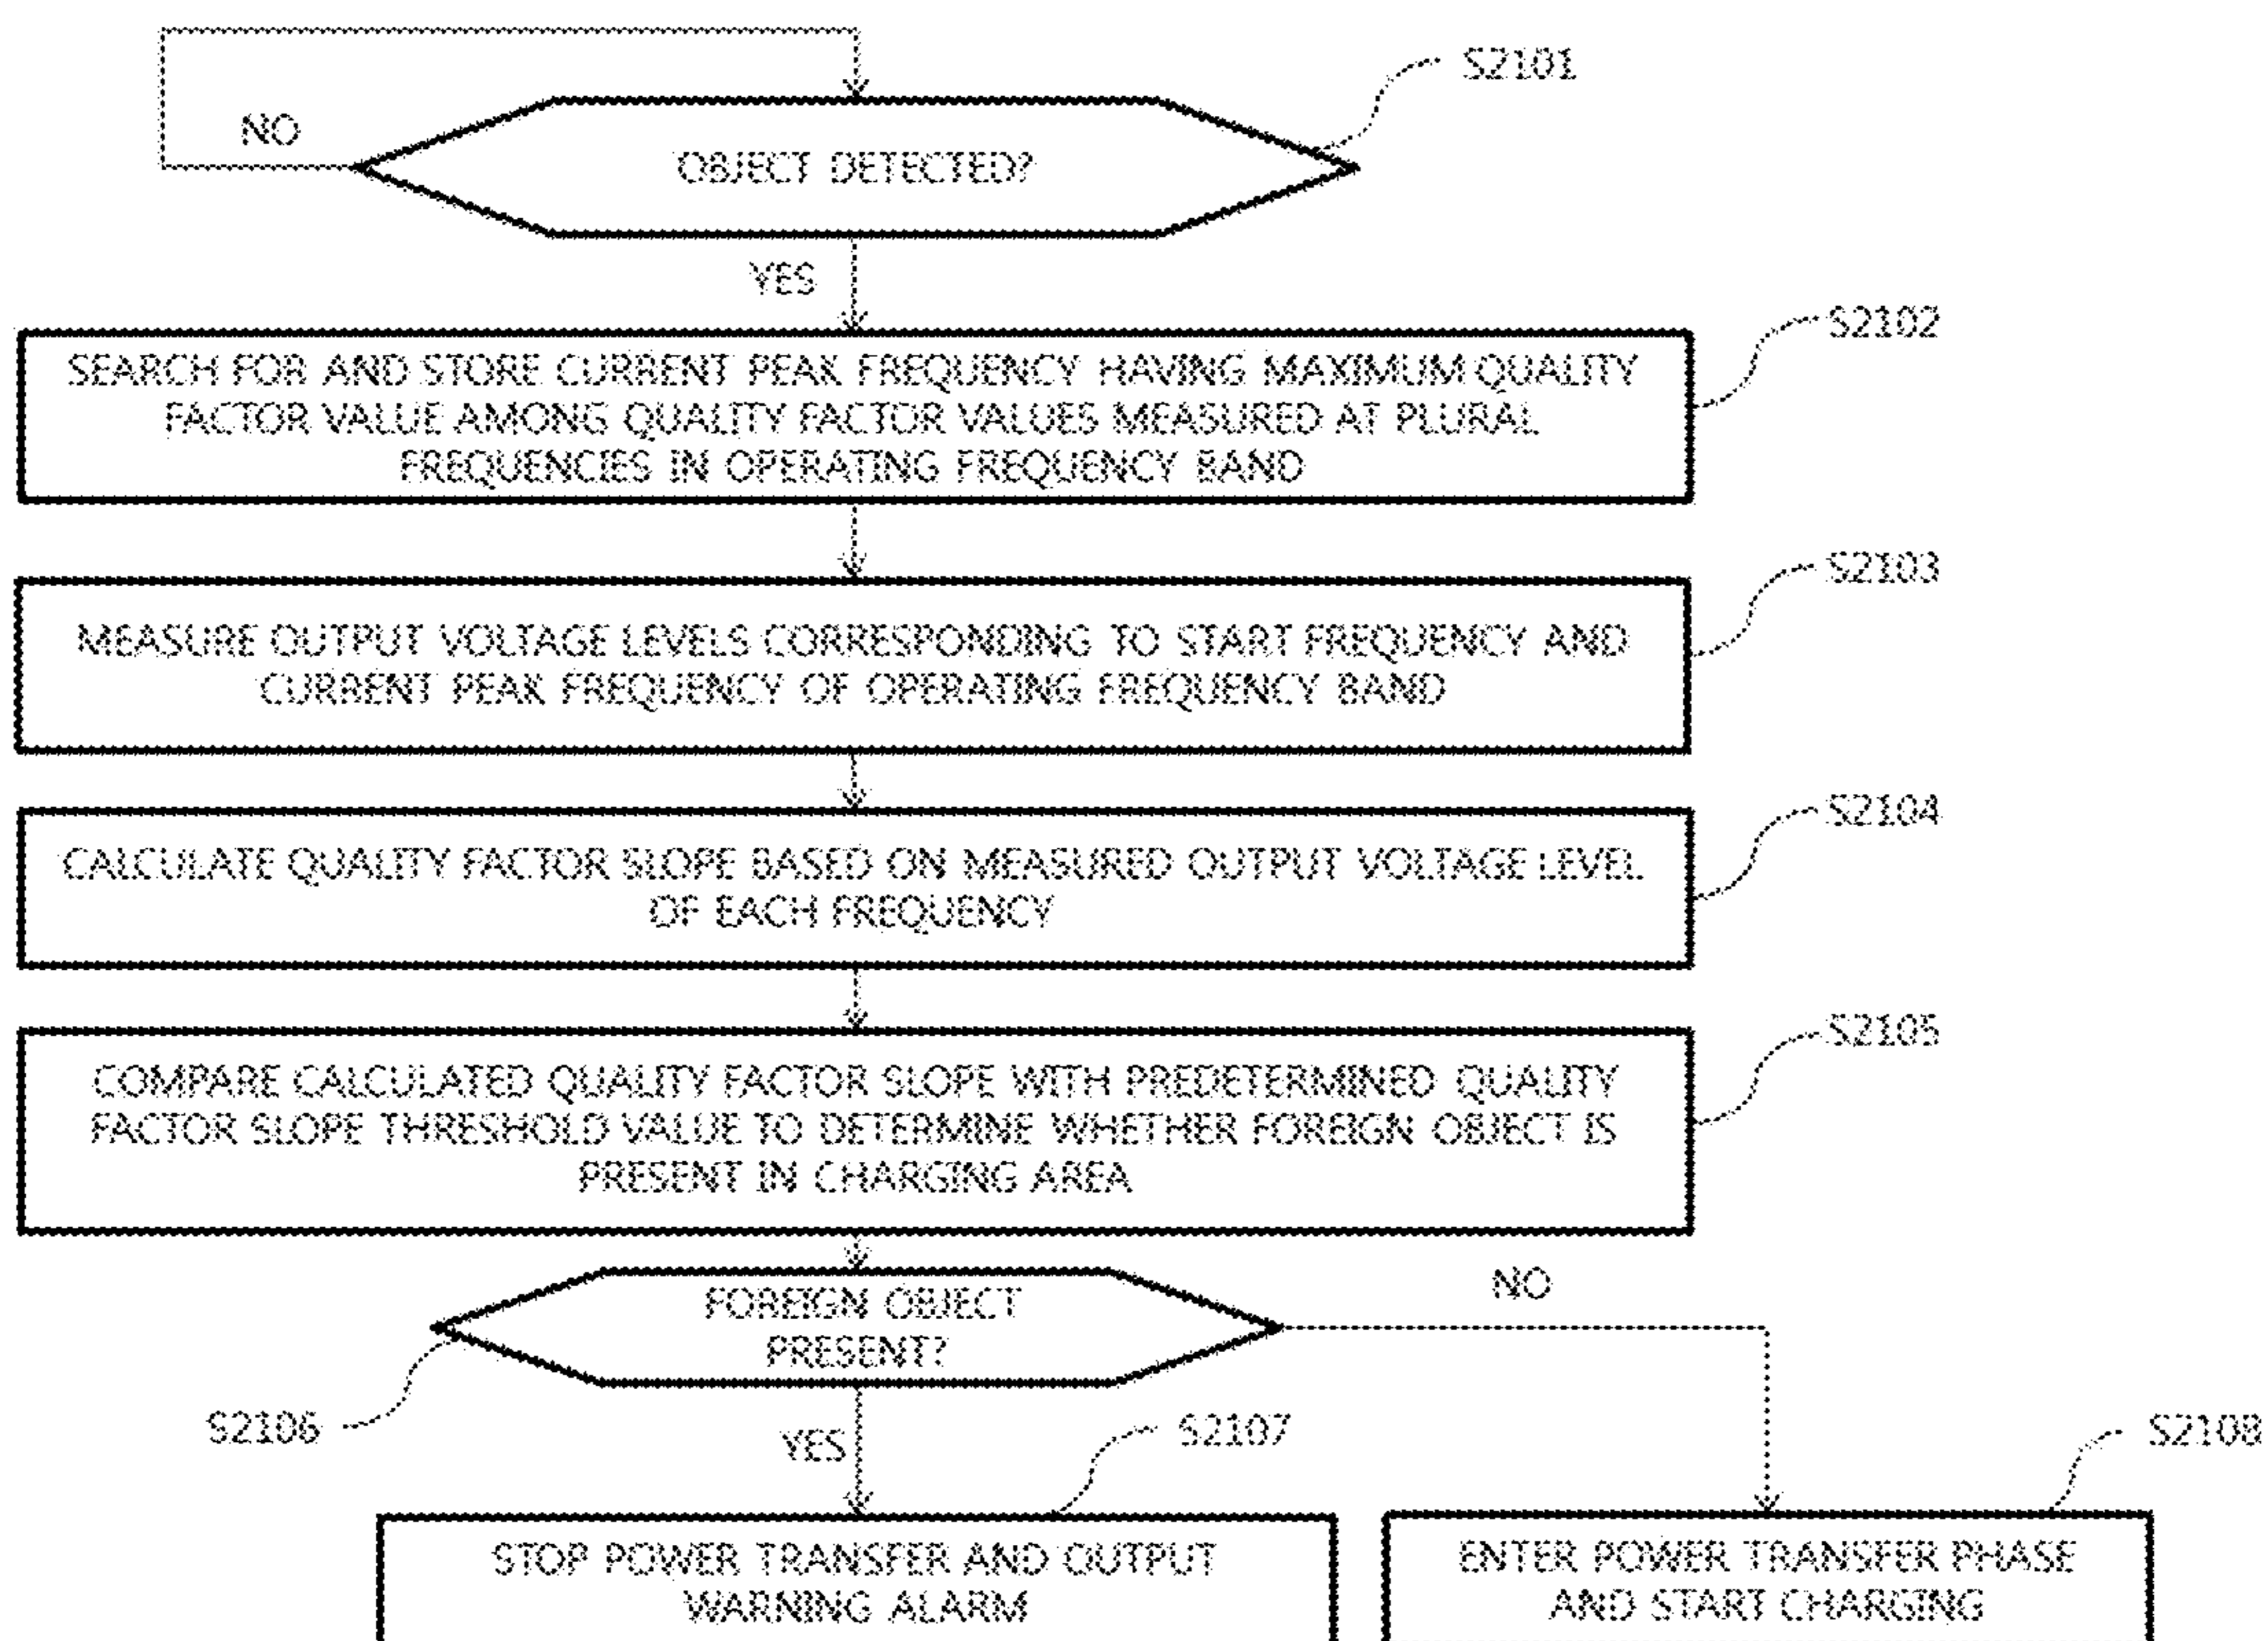 S2101
NO
OBJECT DETECTED?
YES
S2102
SEARCH FOR AND STORE CURRENT PEAK FREQUENCY HAVING MAXIMUM QUALITY
FACTOR VALUE AMONG QUALITY FACTOR VALUES MEASURED AT PLURAL
FREQUENCIES IN OPERATING FREQUENCY BAND
S2103
MEASURE OUTPUT VOLTAGE LEVELS CORRESPONDING TO START FREQUENCY AND
CURRENT PEAK FREQUENCY OF OPERATING FREQUENCY BAND
S2104
CALCULATE QUALITY FACTOR SLOPE BASED ON MEASURED OUTPUT VOLTAGE LEVEL
OF EACH FREQUENCY
S2105
COMPARE CALCULATED QUALITY FACTOR SLOPE WITH PREDETERMINED QUALITY
FACTOR SLOPE THRESHOLD VALUE TO DETERMINE WHETHER FOREIGN OBJECT IS
PRESENT IN CHARGING AREA
FOREIGN OBJECT
PRESENT?
NO
S2106
YES
S2107
S2108
STOP POWER TRANSFER AND OUTPUT
WARNING ALARM
ENTER POWER TRANSFER PHASE
AND START CHARGING